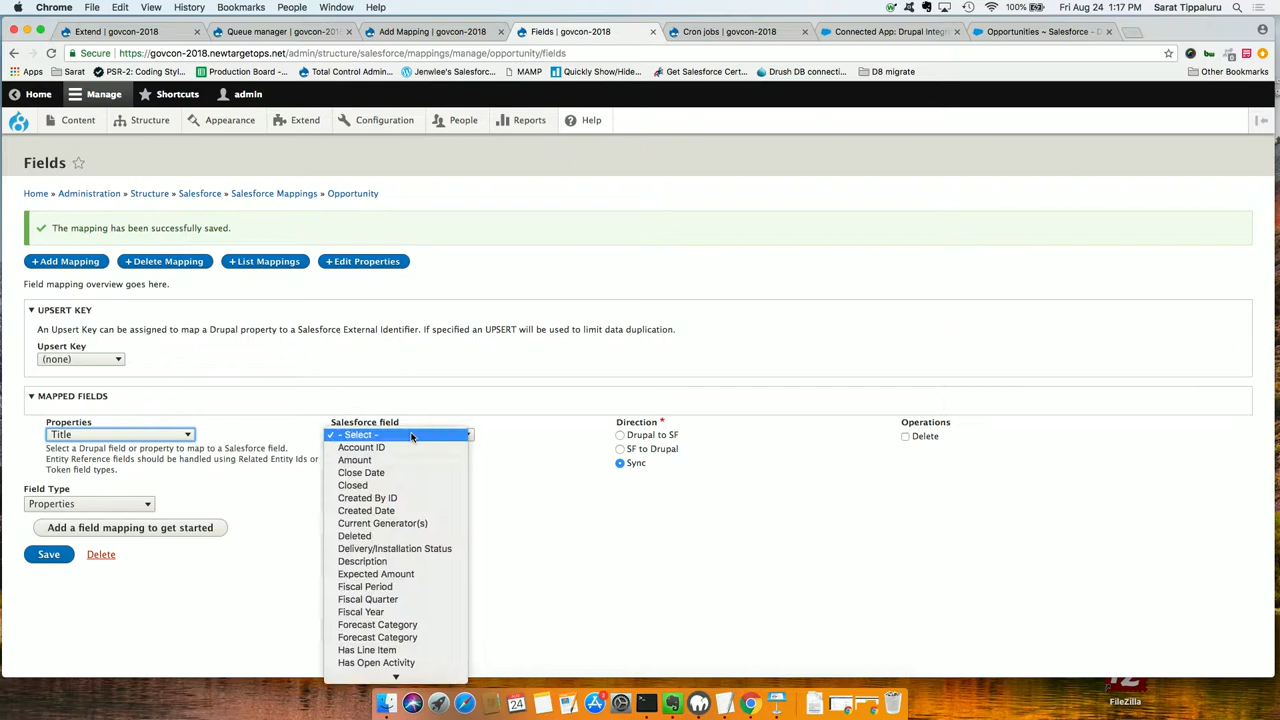 Chrome File Edit View History Bookmarks People Window Help 100% Fri Aug 24 1:17 PM Sarat Tippaluru
Extend | govcon-2018 Queue manager | govcon-2018 Add Mapping | govcon-2018 Fields | govcon-2018 Cron jobs | govcon-2018 Connected App: Drupal Integr Opportunities ~ Salesforce - D
Secure https://govcon-2018.newtargetops.net/admin/structure/salesforce/mappings/manage/opportunity/fields
Apps Sarat PSR-2: Coding Styl... Production Board -... Total Control Admin... Jenwlee's Salesforc... MAMP Quickly Show/Hide... Get Salesforce Cert... Drush DB connecti... D8 migrate Other Bookmarks
Home Manage Shortcuts admin
Content Structure Appearance Extend Configuration People Reports Help
Fields
Home » Administration » Structure » Salesforce » Salesforce Mappings » Opportunity
The mapping has been successfully saved.
+ Add Mapping + Delete Mapping + List Mappings + Edit Properties
Field mapping overview goes here.
UPSERT KEY
An Upsert Key can be assigned to map a Drupal property to a Salesforce External Identifier. If specified an UPSERT will be used to limit data duplication.
Upsert Key
(none)
MAPPED FIELDS
Properties Salesforce field Direction * Operations
Title
Select a Drupal field or property to map to a Salesforce field.
Entity Reference fields should be handled using Related Entity Ids or
Token field types.
- Select -
Account ID
Amount
Close Date
Closed
Created By ID
Created Date
Current Generator(s)
Deleted
Delivery/Installation Status
Description
Expected Amount
Fiscal Period
Fiscal Quarter
Fiscal Year
Forecast Category
Forecast Category
Has Line Item
Has Open Activity
Drupal to SF
SF to Drupal
Sync
Delete
Field Type
Properties
Add a field mapping to get started
Save Delete
24
FileZilla